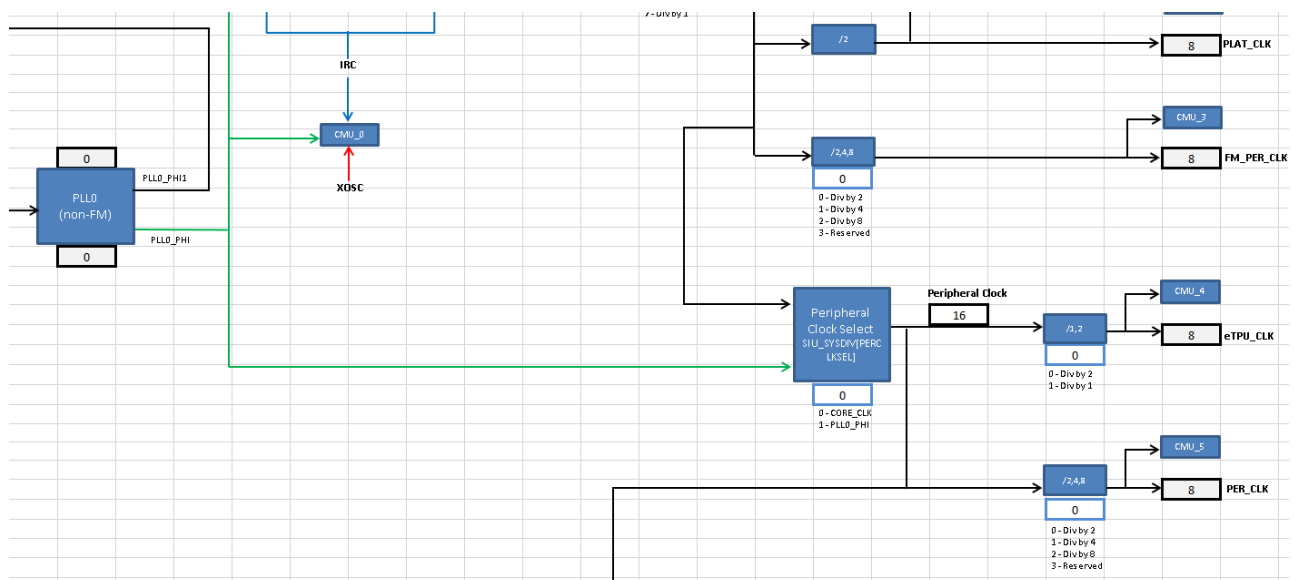 7 - Div by 1
/2
8
PLAT_CLK
IRC
CMU_0
XOSC
CMU_3
/2,4,8
8
FM_PER_CLK
0
0 - Div by 2
1 - Div by 4
2 - Div by 8
3 - Reserved
0
PLL0_PHI1
PLL0
(non-FM)
PLL0_PHI
0
Peripheral
Clock Select
SIU_SYSDIV[PERC
LKSEL]
0
0 - CORE_CLK
1 - PLL0_PHI
Peripheral Clock
16
/1,2
0
0 - Div by 2
1 - Div by 1
CMU_4
8
eTPU_CLK
CMU_5
/2,4,8
8
PER_CLK
0
0 - Div by 2
1 - Div by 4
2 - Div by 8
3 - Reserved